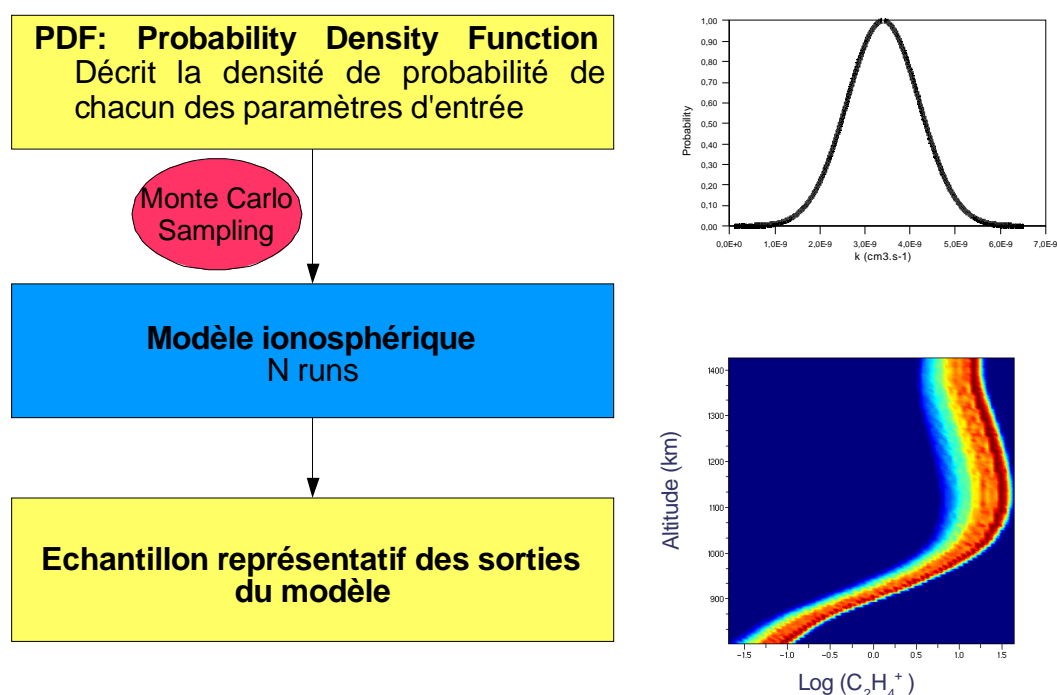 PDF: Probability Density Function
Décrit la densité de probabilité de
chacun des paramètres d'entrée
Monte Carlo
Sampling
Modèle ionosphérique
N runs
Echantillon représentatif des sorties
du modèle
1,00
0,90
0,80
0,70
0,60
0,50
0,40
0,30
0,20
0,10
0,00
Probability
0,0E+0 1,0E-9 2,0E-9 3,0E-9 4,0E-9 5,0E-9 6,0E-9 7,0E-9
k (cm3.s-1)
1400
1300
1200
1100
1000
900
Altitude (km)
−1.5 −1.0 −0.5 0.0 0.5 1.0 1.5
Log (C₂H₄⁺ )